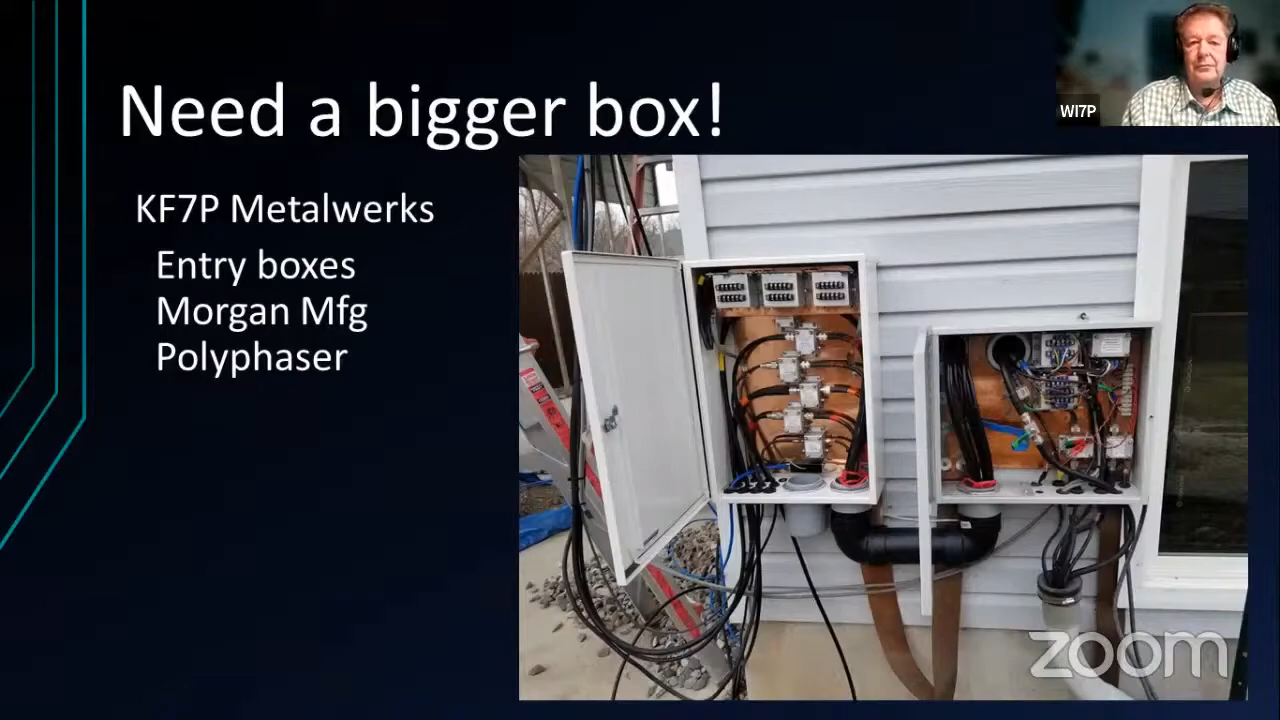 Need a bigger box!
WI7P
KF7P Metalwerks
Entry boxes
Morgan Mfg
Polyphaser
zoom